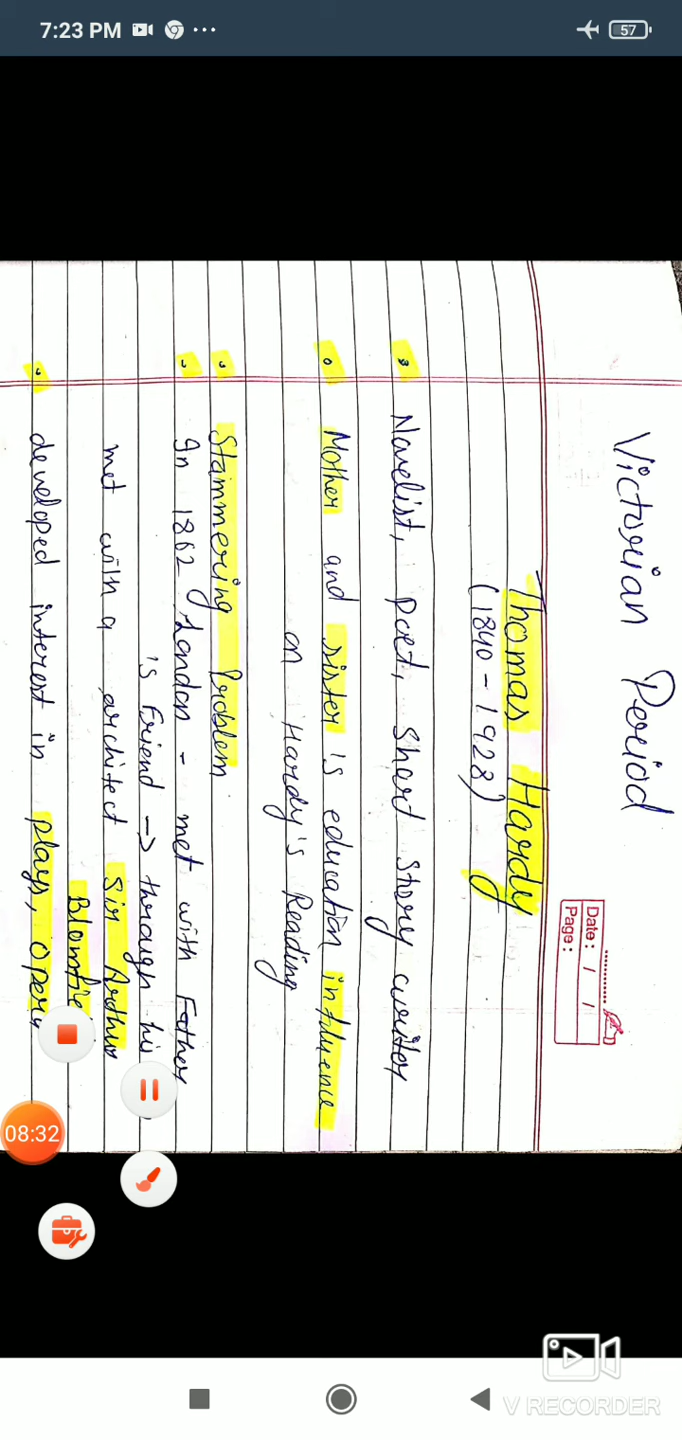 7:23 PM
57
Victorian Period
Date: / /
Page:
Thomas Hardy
(1840-1928)
Novelist, Poet, Short Story writer
Mother and sister is education influence
on Hardy's Reading
Stammering Problem
In 1862 London - met with Father
is Friend → through his
met with a architect Sir Arthur
Blomfie
developed interest in plays, opera
08:32
V RECORDER